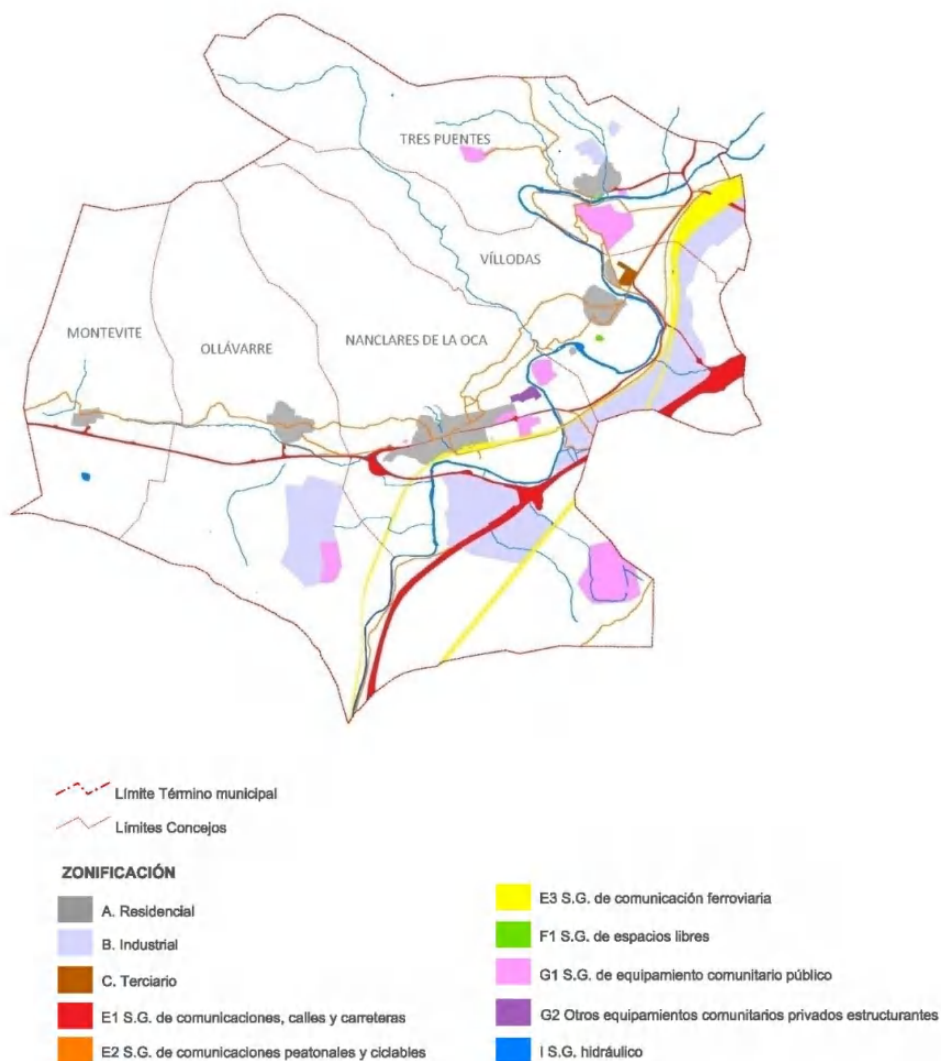 TRES PUENTES
VÍLLODAS
MONTEVITE
OLLÁVARRE
NANCLARES DE LA OCA
Límite Término municipal
Límites Concejos
ZONIFICACIÓN
A. Residencial
B. Industrial
C. Terciario
E1 S.G. de comunicaciones, calles y carreteras
E2 S.G. de comunicaciones peatonales y ciclables
E3 S.G. de comunicación ferroviaria
F1 S.G. de espacios libres
G1 S.G. de equipamiento comunitario público
G2 Otros equipamientos comunitarios privados estructurantes
I S.G. hidráulico